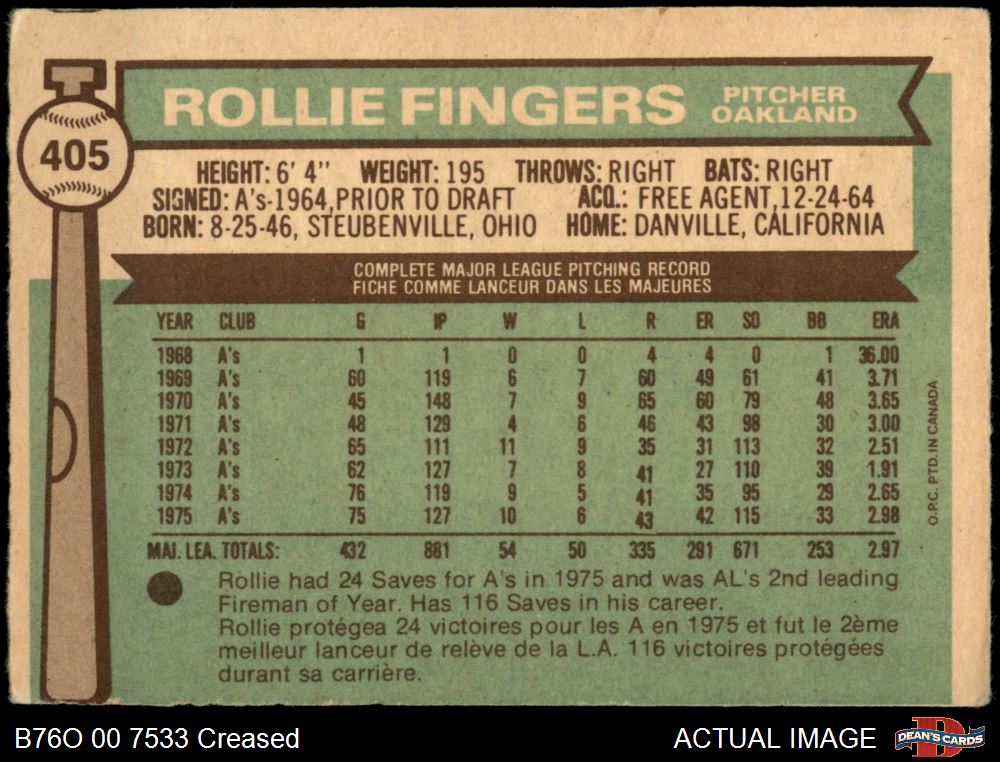 405
ROLLIE FINGERS PITCHER OAKLAND
HEIGHT: 6' 4" WEIGHT: 195 THROWS: RIGHT BATS: RIGHT
SIGNED: A's-1964, PRIOR TO DRAFT ACQ.: FREE AGENT, 12-24-64
BORN: 8-25-46, STEUBENVILLE, OHIO HOME: DANVILLE, CALIFORNIA
COMPLETE MAJOR LEAGUE PITCHING RECORD
FICHE COMME LANCEUR DANS LES MAJEURES
YEAR CLUB G IP W L R ER SO BB ERA
1968 A's 1 1 0 0 4 4 0 1 36.00
1969 A's 60 119 6 7 60 49 61 41 3.71
1970 A's 45 148 7 9 65 60 79 48 3.65
1971 A's 48 129 4 6 46 43 98 30 3.00
1972 A's 65 111 11 9 35 31 113 32 2.51
1973 A's 62 127 7 8 41 27 110 39 1.91
1974 A's 76 119 9 5 41 35 95 29 2.65
1975 A's 75 127 10 6 43 42 115 33 2.98
MAJ. LEA. TOTALS: 432 881 54 50 335 291 671 253 2.97
Rollie had 24 Saves for A's in 1975 and was AL's 2nd leading
Fireman of Year. Has 116 Saves in his career.
Rollie protégea 24 victoires pour les A en 1975 et fut le 2ème
meilleur lanceur de relève de la L.A. 116 victoires protégées
durant sa carrière.
O.P.C. PTD. IN CANADA
B76O 00 7533 Creased
ACTUAL IMAGE
DEAN'S CARDS